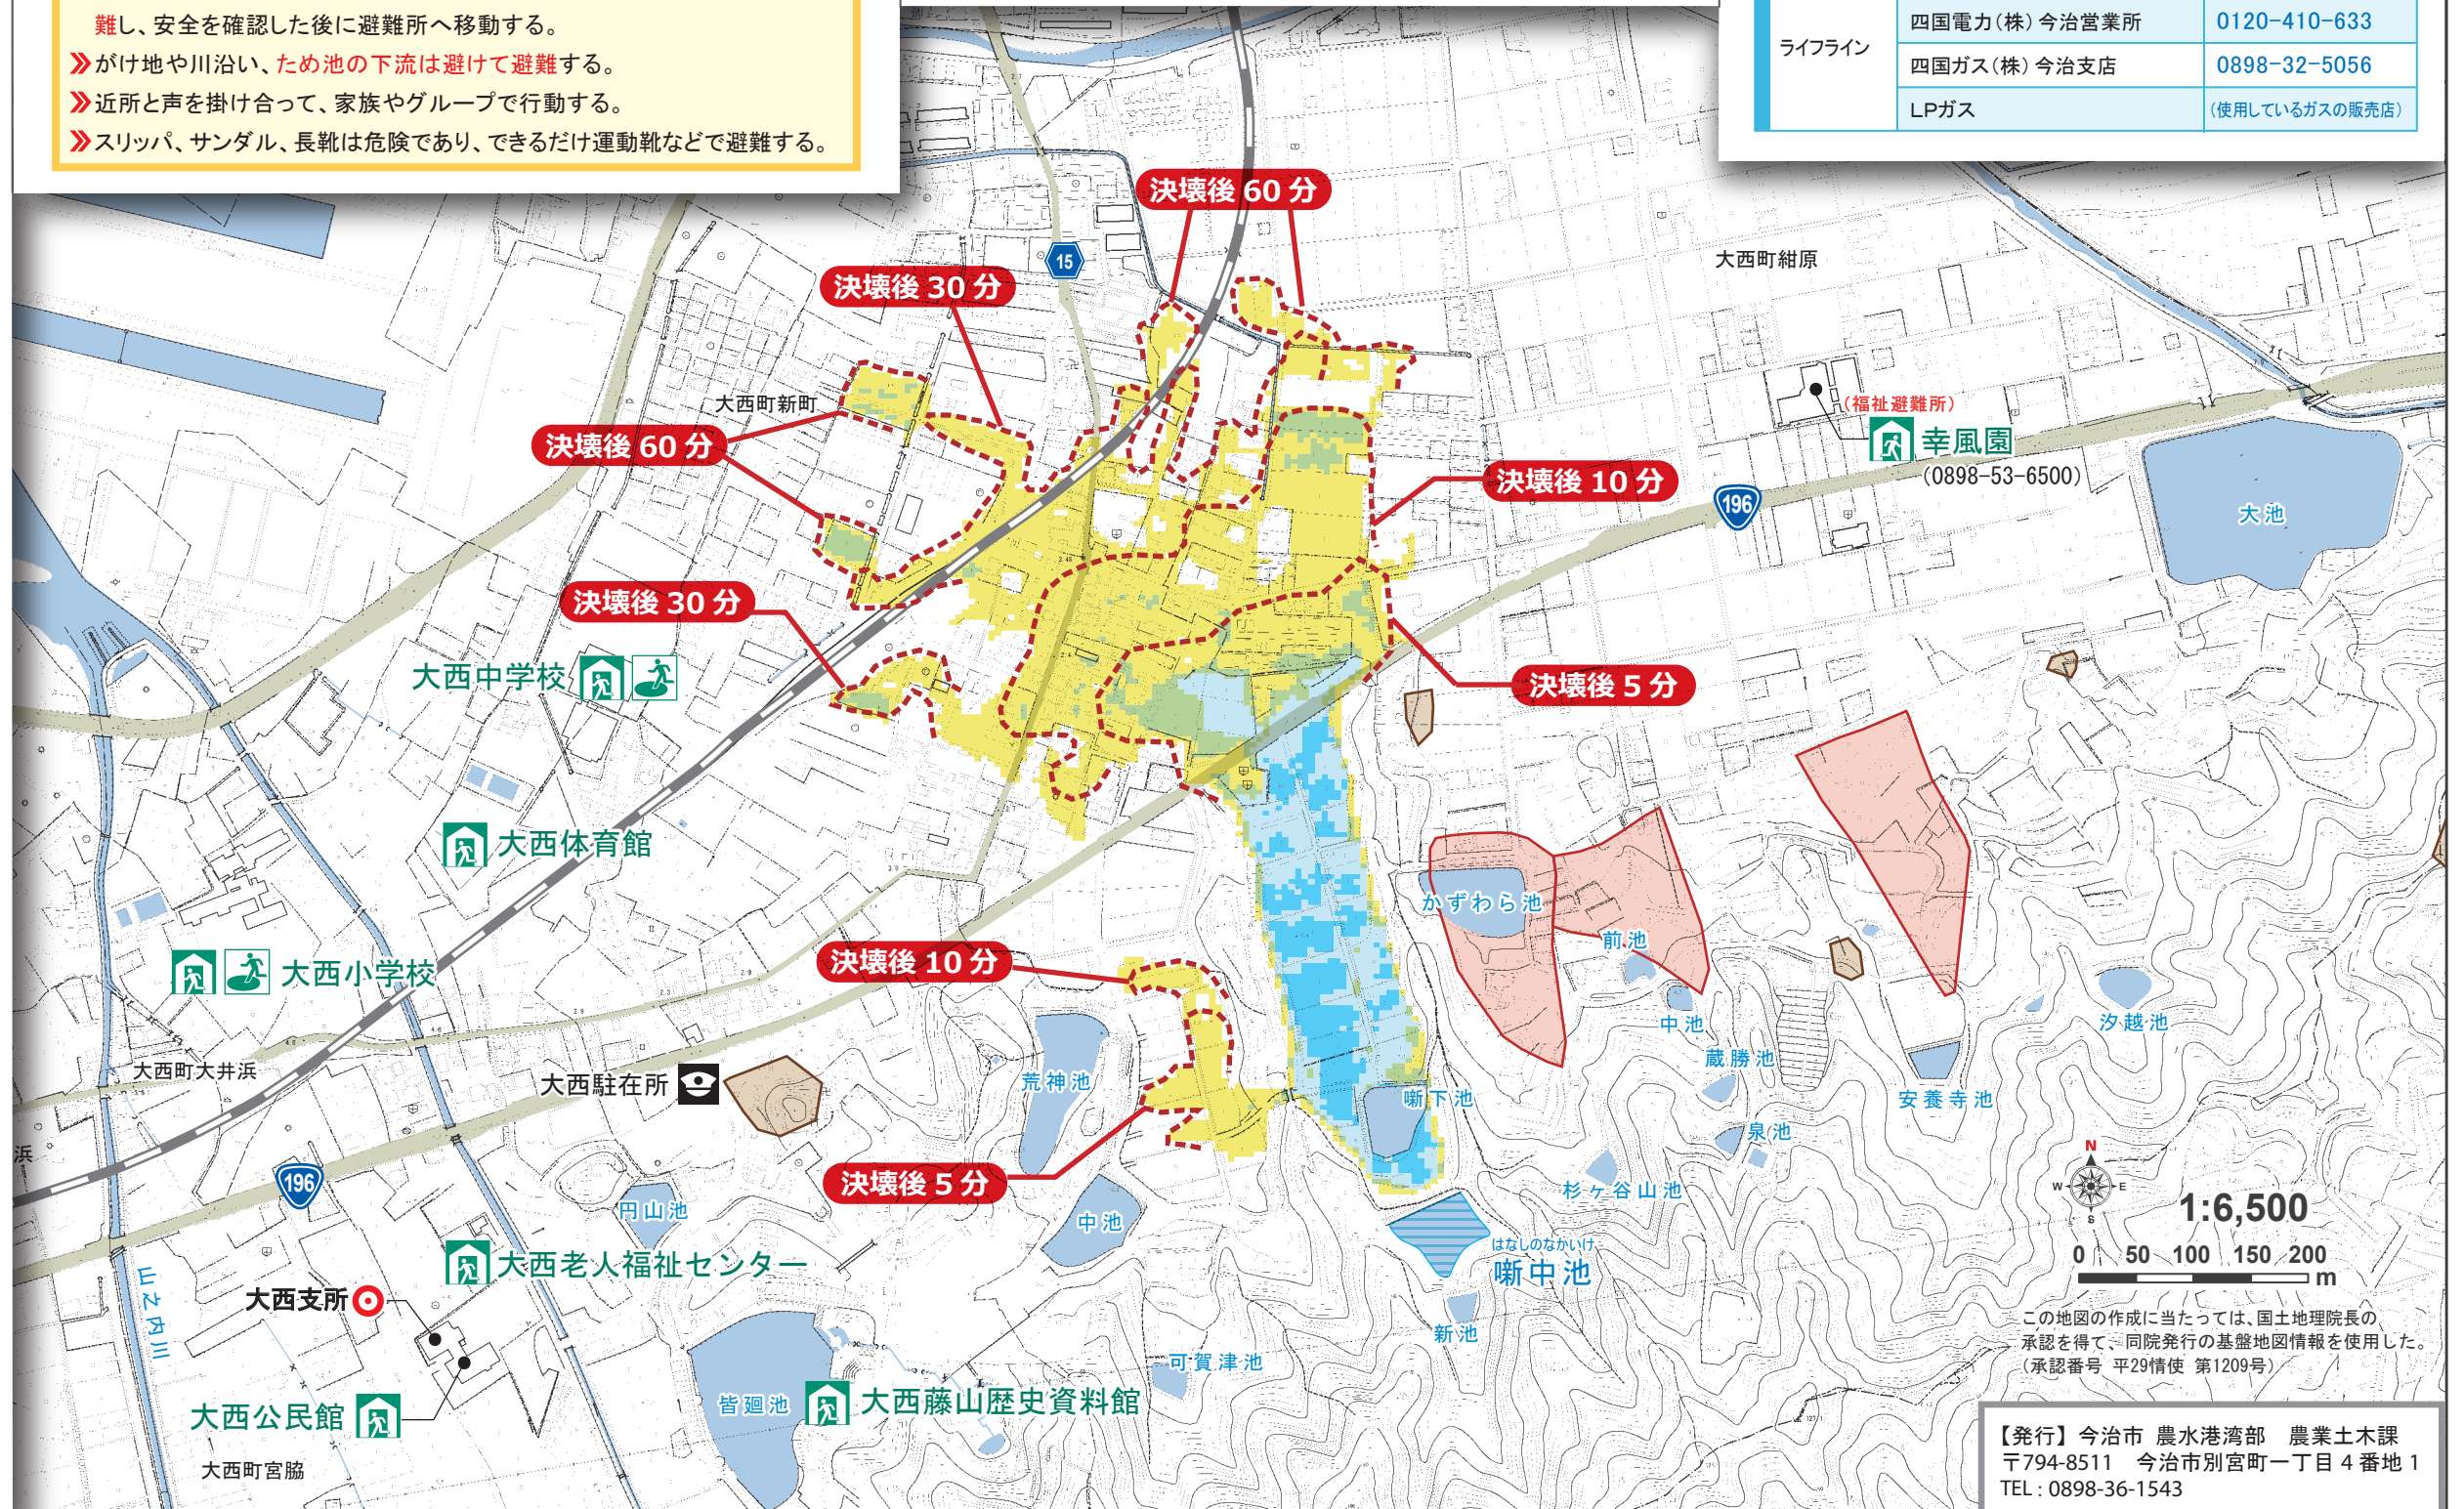 難し、安全を確認した後に避難所へ移動する。
≫がけ地や川沿い、ため池の下流は避けて避難する。
≫近所と声を掛け合って、家族やグループで行動する。
≫スリッパ、サンダル、長靴は危険であり、できるだけ運動靴などで避難する。
ライフライン
四国電力(株)今治営業所 0120-410-633
四国ガス(株)今治支店 0898-32-5056
LPガス (使用しているガスの販売店)
決壊後 60 分
15
大西町紺原
決壊後 30 分
大西町新町
(福祉避難所)
幸風園
(0898-53-6500)
決壊後 60 分
決壊後 10 分
196
大池
決壊後 30 分
大西中学校
決壊後 5 分
大西体育館
かずわら池
前池
決壊後 10 分
大西小学校
中池
汐越池
蔵勝池
大西町大井浜
大西駐在所
荒神池
噺下池
安養寺池
泉池
浜
196
決壊後 5 分
円山池
中池
杉ヶ谷山池
N
W E
S
1:6,500
0 50 100 150 200
m
はなしのなかいけ
噺中池
大西老人福祉センター
山之内川
大西支所
新池
可賀津池
この地図の作成に当たっては、国土地理院長の
承認を得て、同院発行の基盤地図情報を使用した。
(承認番号 平29情使 第1209号)
皆廻池
大西藤山歴史資料館
大西公民館
大西町宮脇
【発行】今治市 農水港湾部 農業土木課
〒794-8511 今治市別宮町一丁目4番地1
TEL : 0898-36-1543